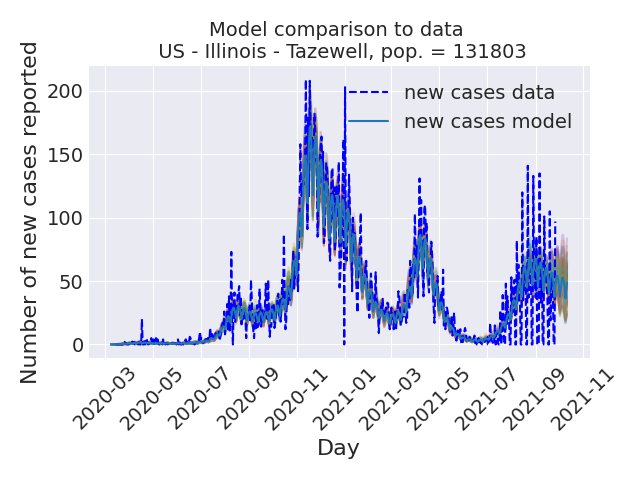 Model comparison to data
US - Illinois - Tazewell, pop. = 131803
Number of new cases reported
200
150
100
50
0
new cases data
new cases model
2020-03
2020-05
2020-07
2020-09
2020-11
2021-01
2021-03
2021-05
2021-07
2021-09
2021-11
Day